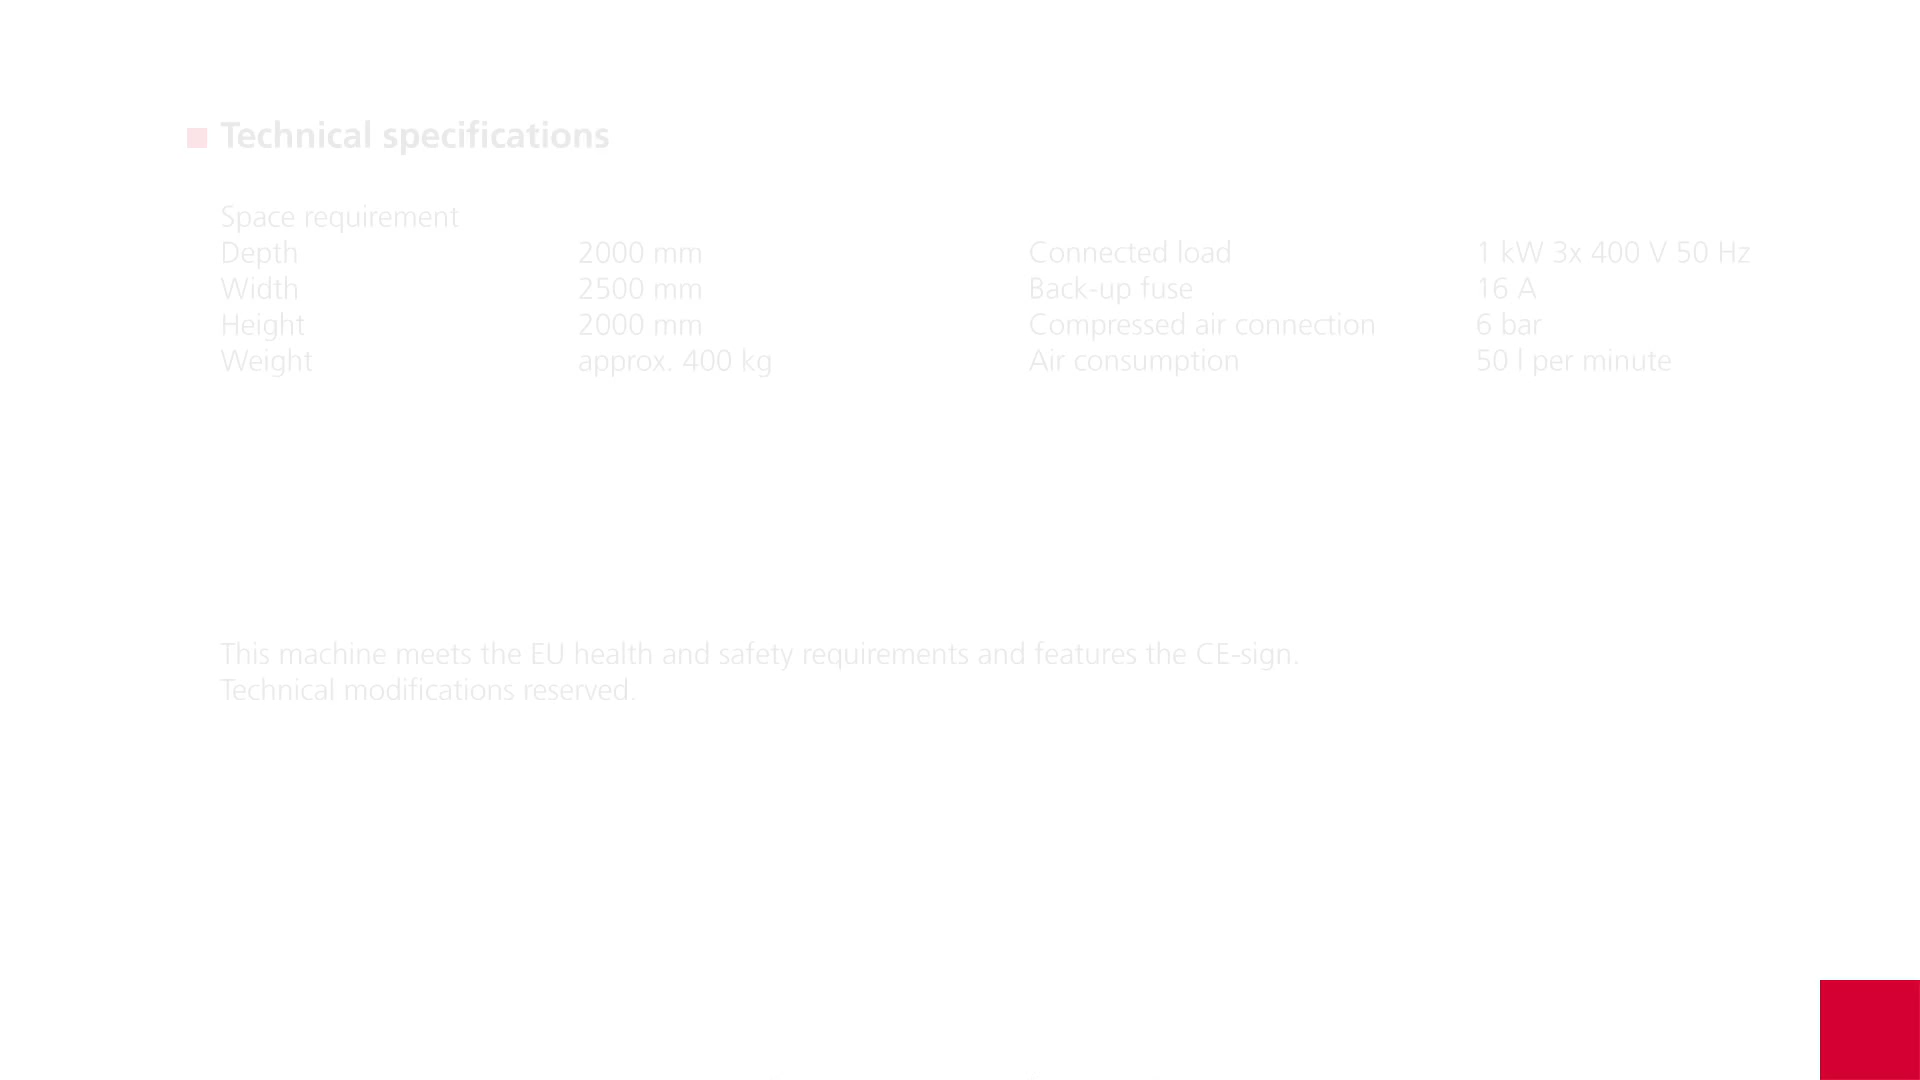 Technical specifications
Space requirement
Depth 2000 mm Connected load 1 kW 3x 400 V 50 Hz
Width 2500 mm Back-up fuse 16 A
Height 2000 mm Compressed air connection 6 bar
Weight approx. 400 kg Air consumption 50 l per minute
This machine meets the EU health and safety requirements and features the CE-sign.
Technical modifications reserved.